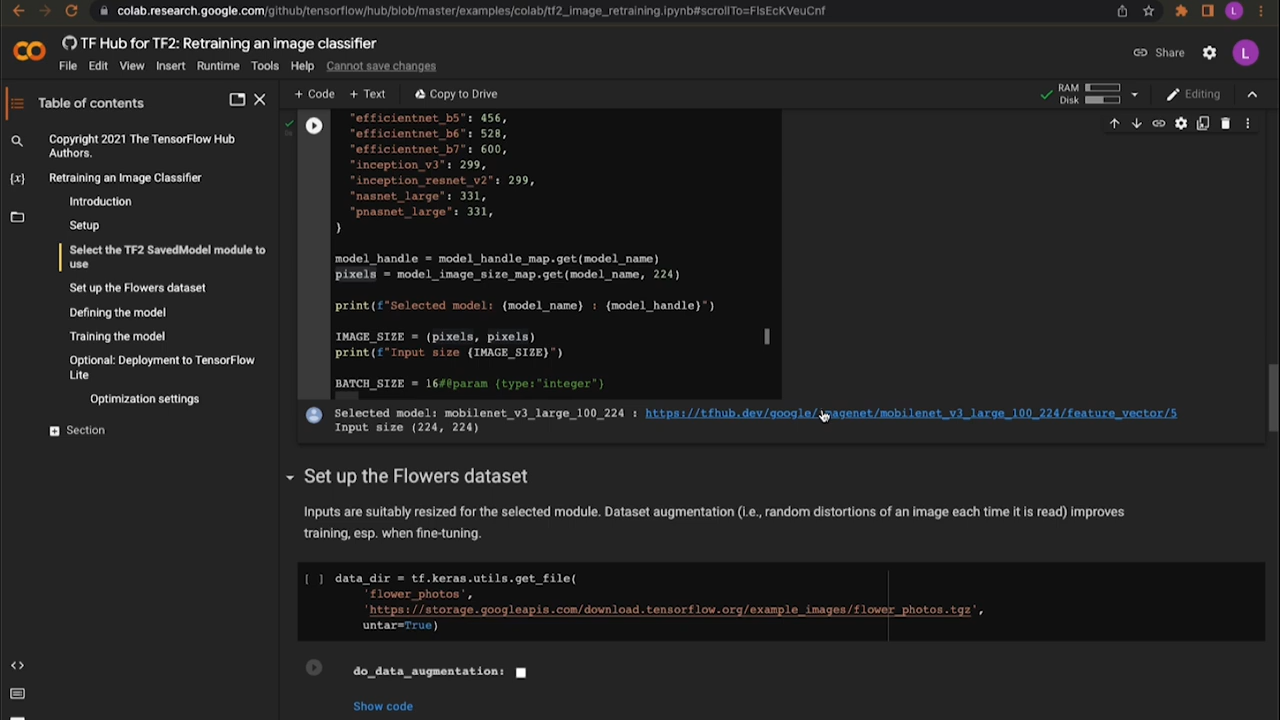 colab.research.google.com/github/tensorflow/hub/blob/master/examples/colab/tf2_image_retraining.ipynb#scrollTo=FlsEcKVeuCnf
L
TF Hub for TF2: Retraining an image classifier
File Edit View Insert Runtime Tools Help Cannot save changes
Share
L
Table of contents
Copyright 2021 The TensorFlow Hub
Authors.
Retraining an Image Classifier
Introduction
Setup
Select the TF2 SavedModel module to
use
Set up the Flowers dataset
Defining the model
Training the model
Optional: Deployment to TensorFlow
Lite
Optimization settings
Section
+ Code + Text Copy to Drive
RAM
Disk
Editing
"efficientnet_b5": 456,
"efficientnet_b6": 528,
"efficientnet_b7": 600,
"inception_v3": 299,
"inception_resnet_v2": 299,
"nasnet_large": 331,
"pnasnet_large": 331,
}
model_handle = model_handle_map.get(model_name)
pixels = model_image_size_map.get(model_name, 224)
print(f"Selected model: {model_name} : {model_handle}")
IMAGE_SIZE = (pixels, pixels)
print(f"Input size {IMAGE_SIZE}")
BATCH_SIZE = 16#@param {type:"integer"}
Selected model: mobilenet_v3_large_100_224 : https://tfhub.dev/google/imagenet/mobilenet_v3_large_100_224/feature_vector/5
Input size (224, 224)
Set up the Flowers dataset
Inputs are suitably resized for the selected module. Dataset augmentation (i.e., random distortions of an image each time it is read) improves
training, esp. when fine-tuning.
[ ] data_dir = tf.keras.utils.get_file(
'flower_photos',
'https://storage.googleapis.com/download.tensorflow.org/example_images/flower_photos.tgz',
untar=True)
do_data_augmentation:
Show code